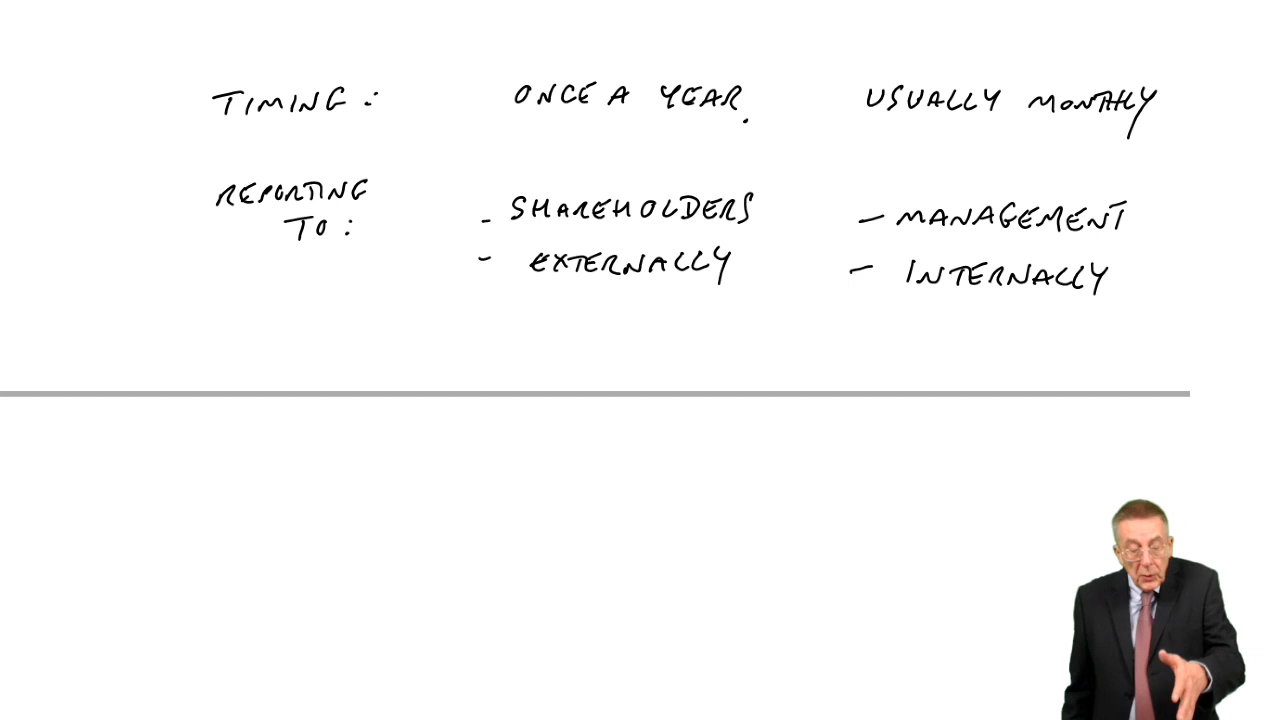 TIMING: ONCE A YEAR. USUALLY MONTHLY
REPORTING TO: - SHAREHOLDERS - MANAGEMENT
- EXTERNALLY - INTERNALLY